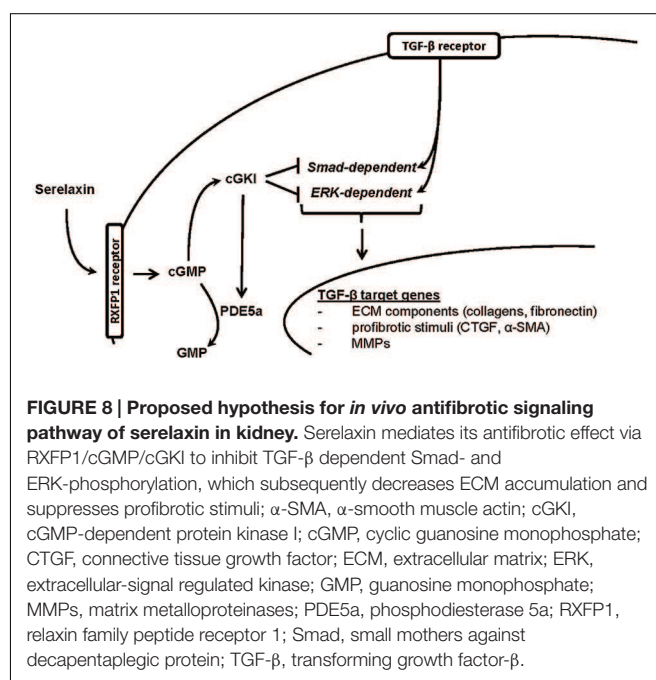 TGF-β receptor
Smad-dependent
cGKI
ERK-dependent
Serelaxin
RXFP1 receptor
cGMP
PDE5a
GMP
TGF-β target genes
- ECM components (collagens, fibronectin)
- profibrotic stimuli (CTGF, α-SMA)
- MMPs
FIGURE 8 | Proposed hypothesis for in vivo antifibrotic signaling
pathway of serelaxin in kidney. Serelaxin mediates its antifibrotic effect via
RXFP1/cGMP/cGKI to inhibit TGF-β dependent Smad- and
ERK-phosphorylation, which subsequently decreases ECM accumulation and
suppresses profibrotic stimuli; α-SMA, α-smooth muscle actin; cGKI,
cGMP-dependent protein kinase I; cGMP, cyclic guanosine monophosphate;
CTGF, connective tissue growth factor; ECM, extracellular matrix; ERK,
extracellular-signal regulated kinase; GMP, guanosine monophosphate;
MMPs, matrix metalloproteinases; PDE5a, phosphodiesterase 5a; RXFP1,
relaxin family peptide receptor 1; Smad, small mothers against
decapentaplegic protein; TGF-β, transforming growth factor-β.